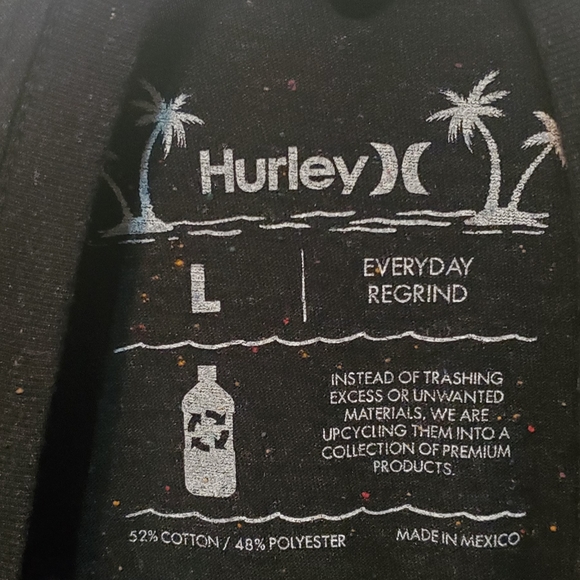 Hurley
L
EVERYDAY
REGRIND
INSTEAD OF TRASHING
EXCESS OR UNWANTED
MATERIALS, WE ARE
UPCYCLING THEM INTO A
COLLECTION OF PREMIUM
PRODUCTS.
52% COTTON / 48% POLYESTER
MADE IN MEXICO